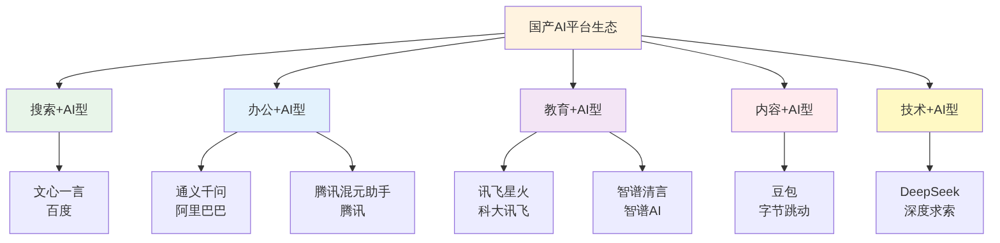 国产AI平台生态
搜索+AI型
办公+AI型
教育+AI型
内容+AI型
技术+AI型
文心一言
百度
通义千问
阿里巴巴
腾讯混元助手
腾讯
讯飞星火
科大讯飞
智谱清言
智谱AI
豆包
字节跳动
DeepSeek
深度求索